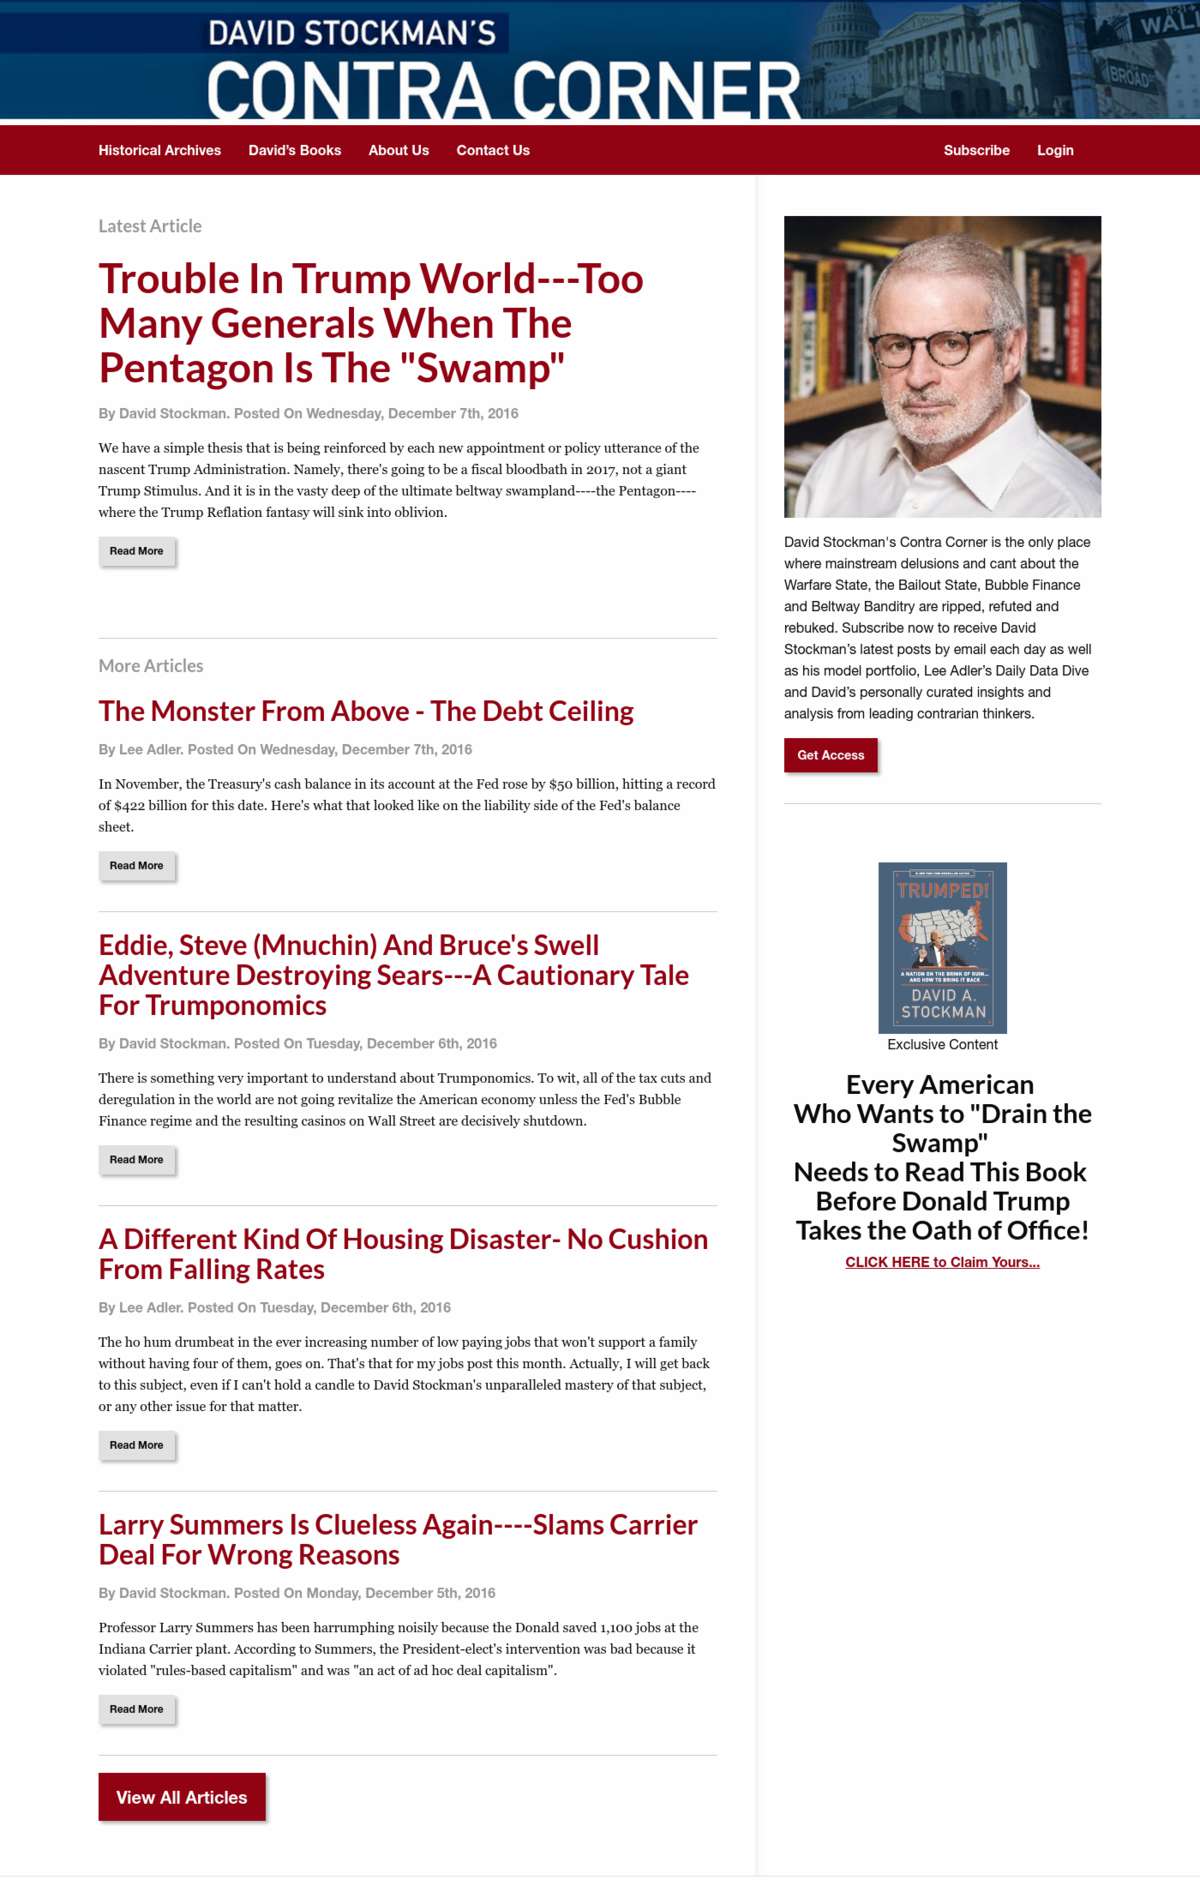 DAVID STOCKMAN'S
CONTRA CORNER
WALL
BROAD ST
Historical Archives David's Books About Us Contact Us Subscribe Login
Latest Article
Trouble In Trump World---Too
Many Generals When The
Pentagon Is The "Swamp"
By David Stockman. Posted On Wednesday, December 7th, 2016
We have a simple thesis that is being reinforced by each new appointment or policy utterance of the
nascent Trump Administration. Namely, there's going to be a fiscal bloodbath in 2017, not a giant
Trump Stimulus. And it is in the vasty deep of the ultimate beltway swampland----the Pentagon----
where the Trump Reflation fantasy will sink into oblivion.
Read More
More Articles
The Monster From Above - The Debt Ceiling
By Lee Adler. Posted On Wednesday, December 7th, 2016
In November, the Treasury's cash balance in its account at the Fed rose by $50 billion, hitting a record
of $422 billion for this date. Here's what that looked like on the liability side of the Fed's balance
sheet.
Read More
Eddie, Steve (Mnuchin) And Bruce's Swell
Adventure Destroying Sears---A Cautionary Tale
For Trumponomics
By David Stockman. Posted On Tuesday, December 6th, 2016
There is something very important to understand about Trumponomics. To wit, all of the tax cuts and
deregulation in the world are not going revitalize the American economy unless the Fed's Bubble
Finance regime and the resulting casinos on Wall Street are decisively shutdown.
Read More
A Different Kind Of Housing Disaster- No Cushion
From Falling Rates
By Lee Adler. Posted On Tuesday, December 6th, 2016
The ho hum drumbeat in the ever increasing number of low paying jobs that won't support a family
without having four of them, goes on. That's that for my jobs post this month. Actually, I will get back
to this subject, even if I can't hold a candle to David Stockman's unparalleled mastery of that subject,
or any other issue for that matter.
Read More
Larry Summers Is Clueless Again----Slams Carrier
Deal For Wrong Reasons
By David Stockman. Posted On Monday, December 5th, 2016
Professor Larry Summers has been harrumphing noisily because the Donald saved 1,100 jobs at the
Indiana Carrier plant. According to Summers, the President-elect's intervention was bad because it
violated "rules-based capitalism" and was "an act of ad hoc deal capitalism".
Read More
View All Articles
David Stockman's Contra Corner is the only place
where mainstream delusions and cant about the
Warfare State, the Bailout State, Bubble Finance
and Beltway Banditry are ripped, refuted and
rebuked. Subscribe now to receive David
Stockman's latest posts by email each day as well
as his model portfolio, Lee Adler's Daily Data Dive
and David's personally curated insights and
analysis from leading contrarian thinkers.
Get Access
TRUMPED!
A NATION ON THE BRINK OF RUIN...
AND HOW TO BRING IT BACK
DAVID A.
STOCKMAN
Exclusive Content
Every American
Who Wants to "Drain the
Swamp"
Needs to Read This Book
Before Donald Trump
Takes the Oath of Office!
CLICK HERE to Claim Yours...